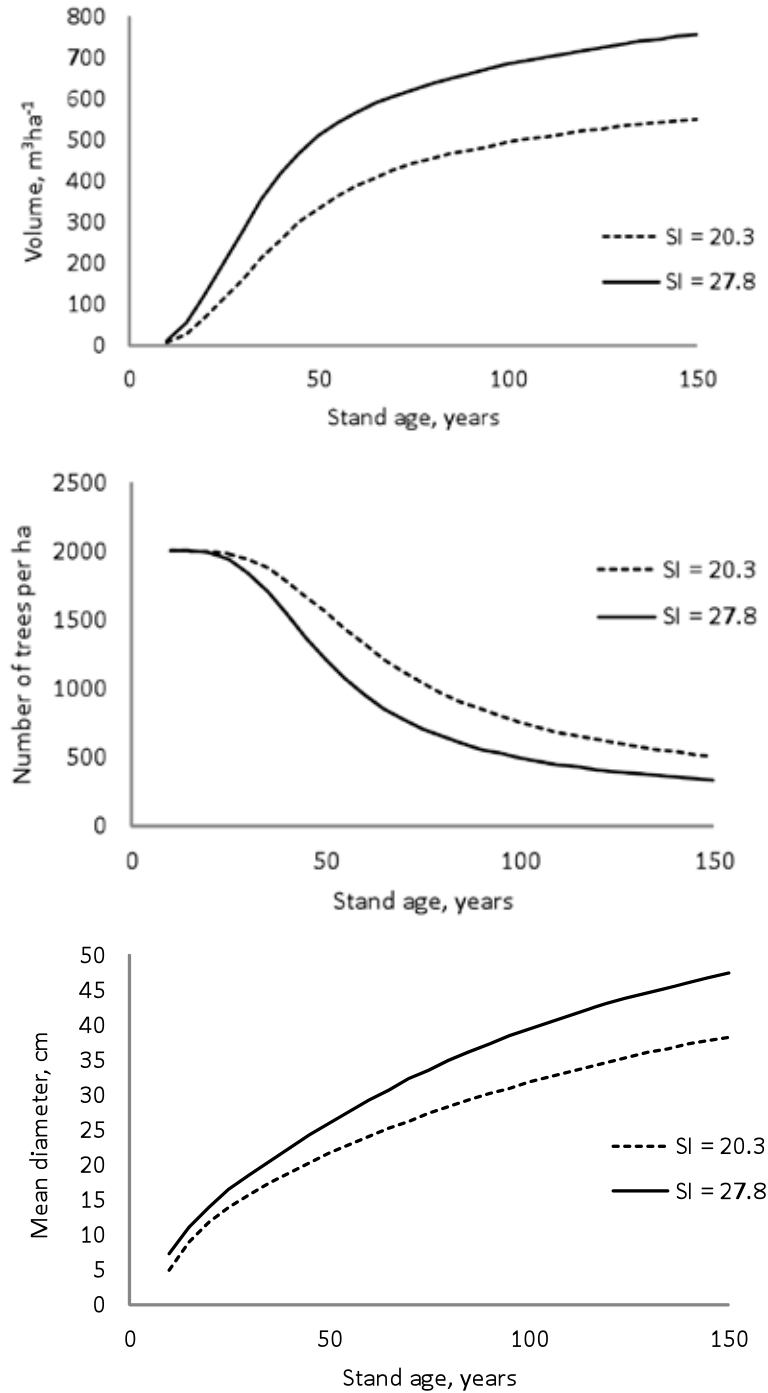 800
700
600
500
400
300
200
100
0
Volume, m³ha⁻¹
SI = 20.3
SI = 27.8
0 50 100 150
Stand age, years
2500
2000
1500
1000
500
0
Number of trees per ha
SI = 20.3
SI = 27.8
0 50 100 150
Stand age, years
50
45
40
35
30
25
20
15
10
5
0
Mean diameter, cm
SI = 20.3
SI = 27.8
0 50 100 150
Stand age, years